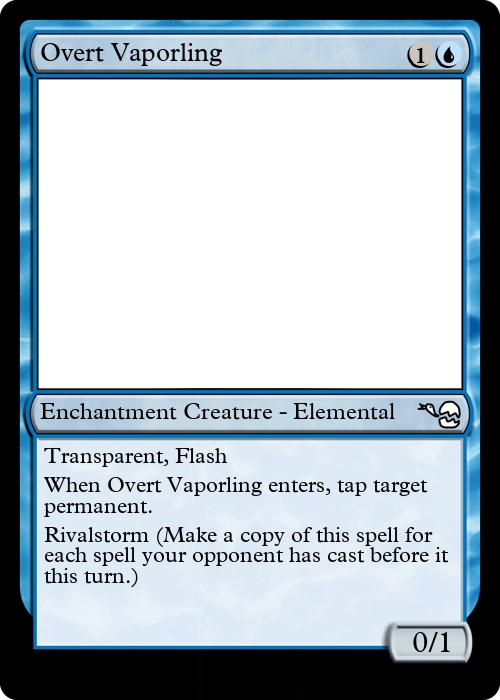 Overt Vaporling 1
Enchantment Creature - Elemental
Transparent, Flash
When Overt Vaporling enters, tap target
permanent.
Rivalstorm (Make a copy of this spell for
each spell your opponent has cast before it
this turn.)
0/1